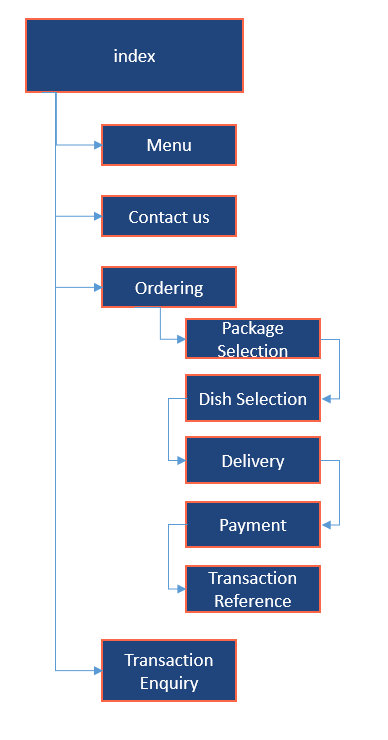 index
Menu
Contact us
Ordering
Package
Selection
Dish Selection
Delivery
Payment
Transaction
Reference
Transaction
Enquiry